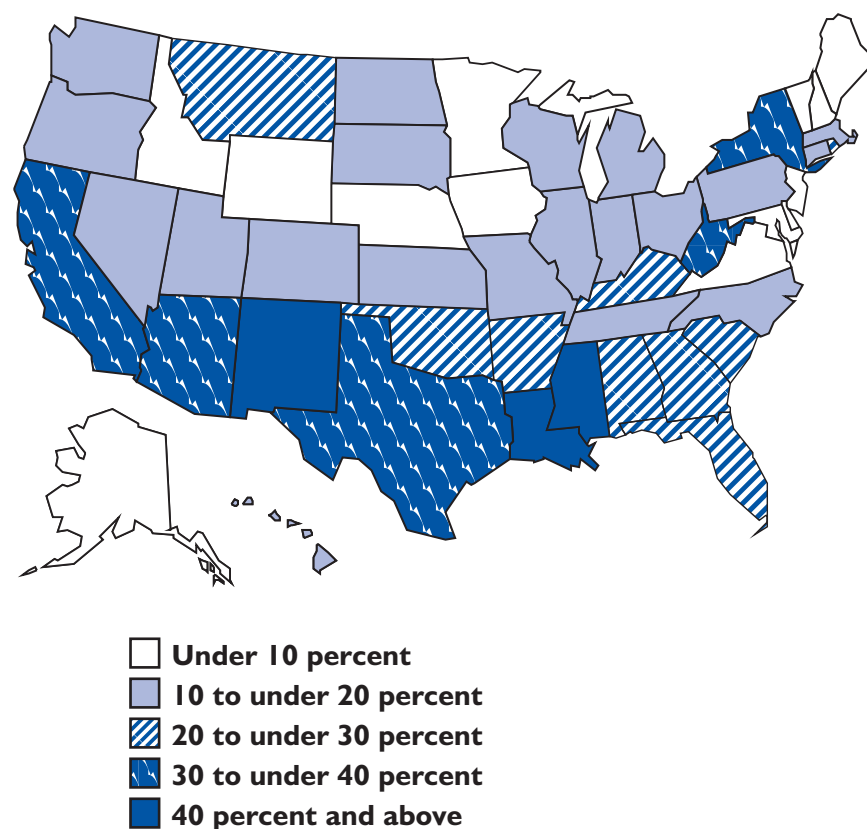 Under 10 percent
10 to under 20 percent
20 to under 30 percent
30 to under 40 percent
40 percent and above